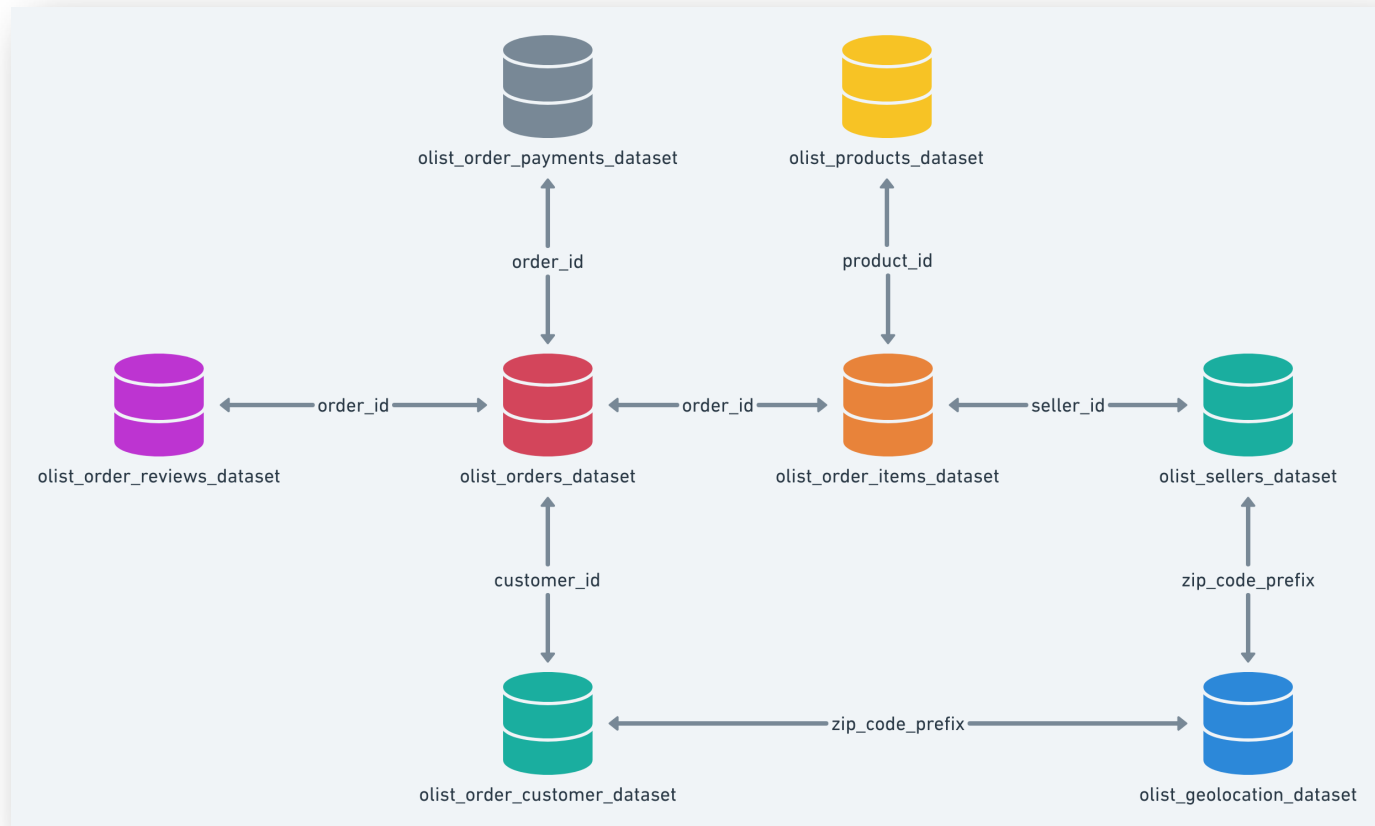 olist_order_payments_dataset
olist_products_dataset
order_id
product_id
order_id
order_id
seller_id
olist_order_reviews_dataset
olist_orders_dataset
olist_order_items_dataset
olist_sellers_dataset
customer_id
zip_code_prefix
zip_code_prefix
olist_order_customer_dataset
olist_geolocation_dataset